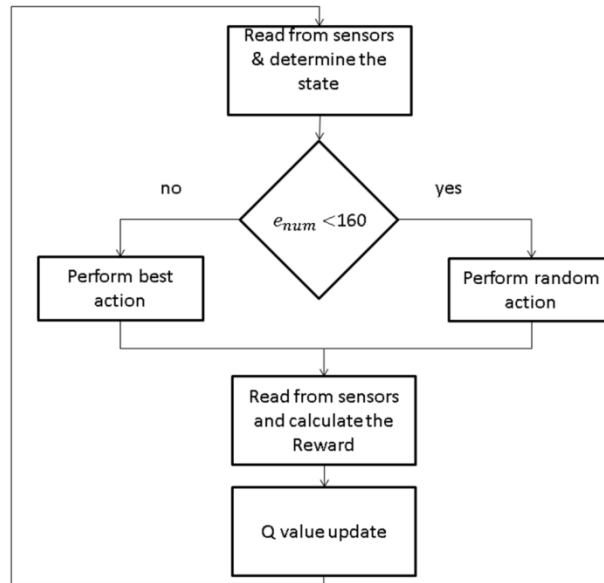 Read from sensors
& determine the
state
no
yes
e_num <160
Perform best
action
Perform random
action
Read from sensors
and calculate the
Reward
Q value update